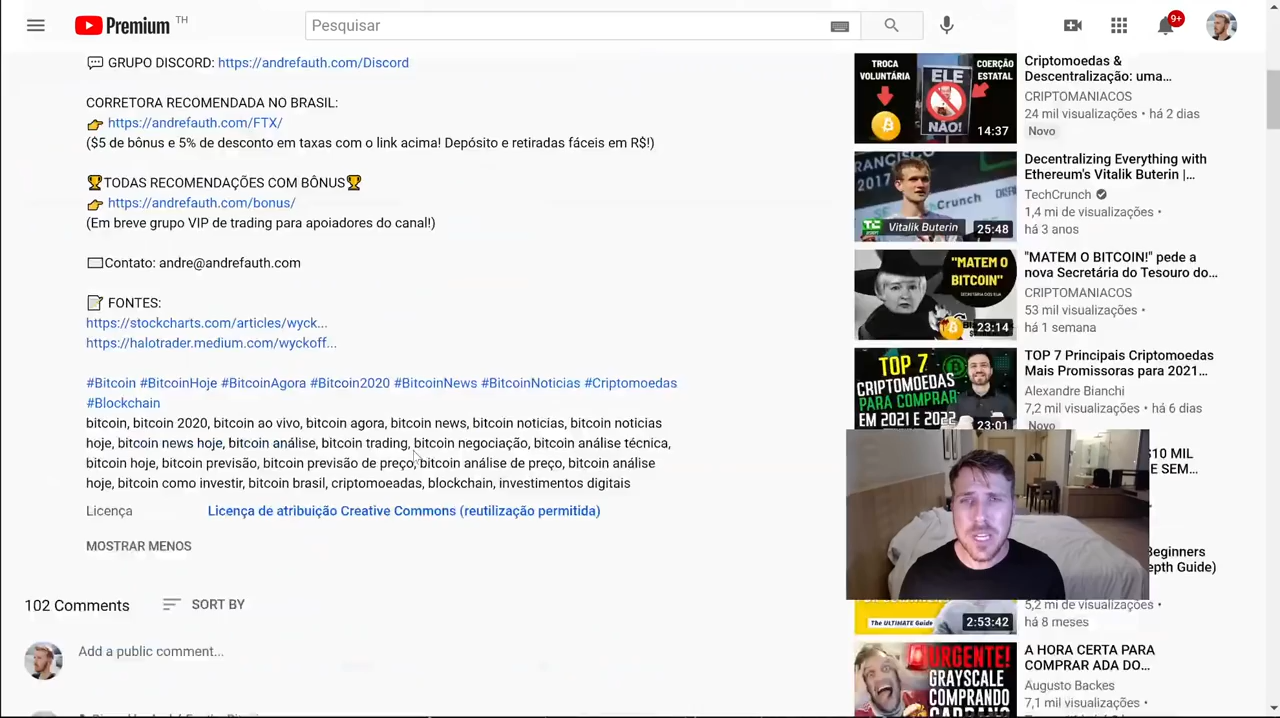 Premium TH
Pesquisar
9+
💬 GRUPO DISCORD: https://andrefauth.com/Discord
CORRETORA RECOMENDADA NO BRASIL:
👉 https://andrefauth.com/FTX/
($5 de bônus e 5% de desconto em taxas com o link acima! Depósito e retiradas fáceis em R$!)
🏆TODAS RECOMENDAÇÕES COM BÔNUS🏆
👉 https://andrefauth.com/bonus/
(Em breve grupo VIP de trading para apoiadores do canal!)
Contato: andre@andrefauth.com
📝 FONTES:
https://stockcharts.com/articles/wyck...
https://halotrader.medium.com/wyckoff...
#Bitcoin #BitcoinHoje #BitcoinAgora #Bitcoin2020 #BitcoinNews #BitcoinNoticias #Criptomoedas
#Blockchain
bitcoin, bitcoin 2020, bitcoin ao vivo, bitcoin agora, bitcoin news, bitcoin noticias, bitcoin noticias
hoje, bitcoin news hoje, bitcoin análise, bitcoin trading, bitcoin negociação, bitcoin análise técnica,
bitcoin hoje, bitcoin previsão, bitcoin previsão de preço, bitcoin análise de preço, bitcoin análise
hoje, bitcoin como investir, bitcoin brasil, criptomoeadas, blockchain, investimentos digitais
Licença Licença de atribuição Creative Commons (reutilização permitida)
MOSTRAR MENOS
102 Comments SORT BY
Add a public comment...
TROCA VOLUNTÁRIA
ELE NÃO!
COERÇÃO ESTATAL
14:37
Criptomoedas &
Descentralização: uma...
CRIPTOMANIACOS
24 mil visualizações • há 2 dias
Novo
FRANCISCO
2017
Crunch
TC
Vitalik Buterin
25:48
Decentralizing Everything with
Ethereum's Vitalik Buterin |...
TechCrunch
1,4 mi de visualizações •
há 3 anos
"MATEM O
BITCOIN"
23:14
"MATEM O BITCOIN!" pede a
nova Secretária do Tesouro do...
CRIPTOMANIACOS
53 mil visualizações •
há 1 semana
TOP 7
CRIPTOMOEDAS
PARA COMPRAR
EM 2021 E 2022
23:01
TOP 7 Principais Criptomoedas
Mais Promissoras para 2021...
Alexandre Bianchi
7,2 mil visualizações • há 6 dias
Novo
$10 MIL
E SEM...
Beginners
epth Guide)
The ULTIMATE Guide
2:53:42
5,2 mi de visualizações •
há 8 meses
URGENTE!
GRAYSCALE
COMPRANDO
A HORA CERTA PARA
COMPRAR ADA DO...
Augusto Backes
7,1 mil visualizações •